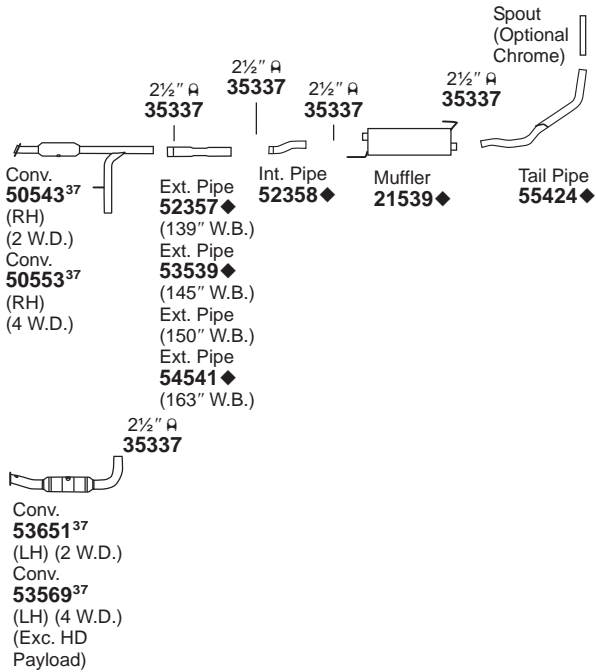 Spout
(Optional
Chrome)
2½″
35337
2½″
35337
2½″
35337
2½″
35337
Conv.
50543³⁷
(RH)
(2 W.D.)
Conv.
50553³⁷
(RH)
(4 W.D.)
Ext. Pipe
52357◆
(139″ W.B.)
Ext. Pipe
53539◆
(145″ W.B.)
Ext. Pipe
(150″ W.B.)
Ext. Pipe
54541◆
(163″ W.B.)
Int. Pipe
52358◆
Muffler
21539◆
Tail Pipe
55424◆
2½″
35337
Conv.
53651³⁷
(LH) (2 W.D.)
Conv.
53569³⁷
(LH) (4 W.D.)
(Exc. HD
Payload)